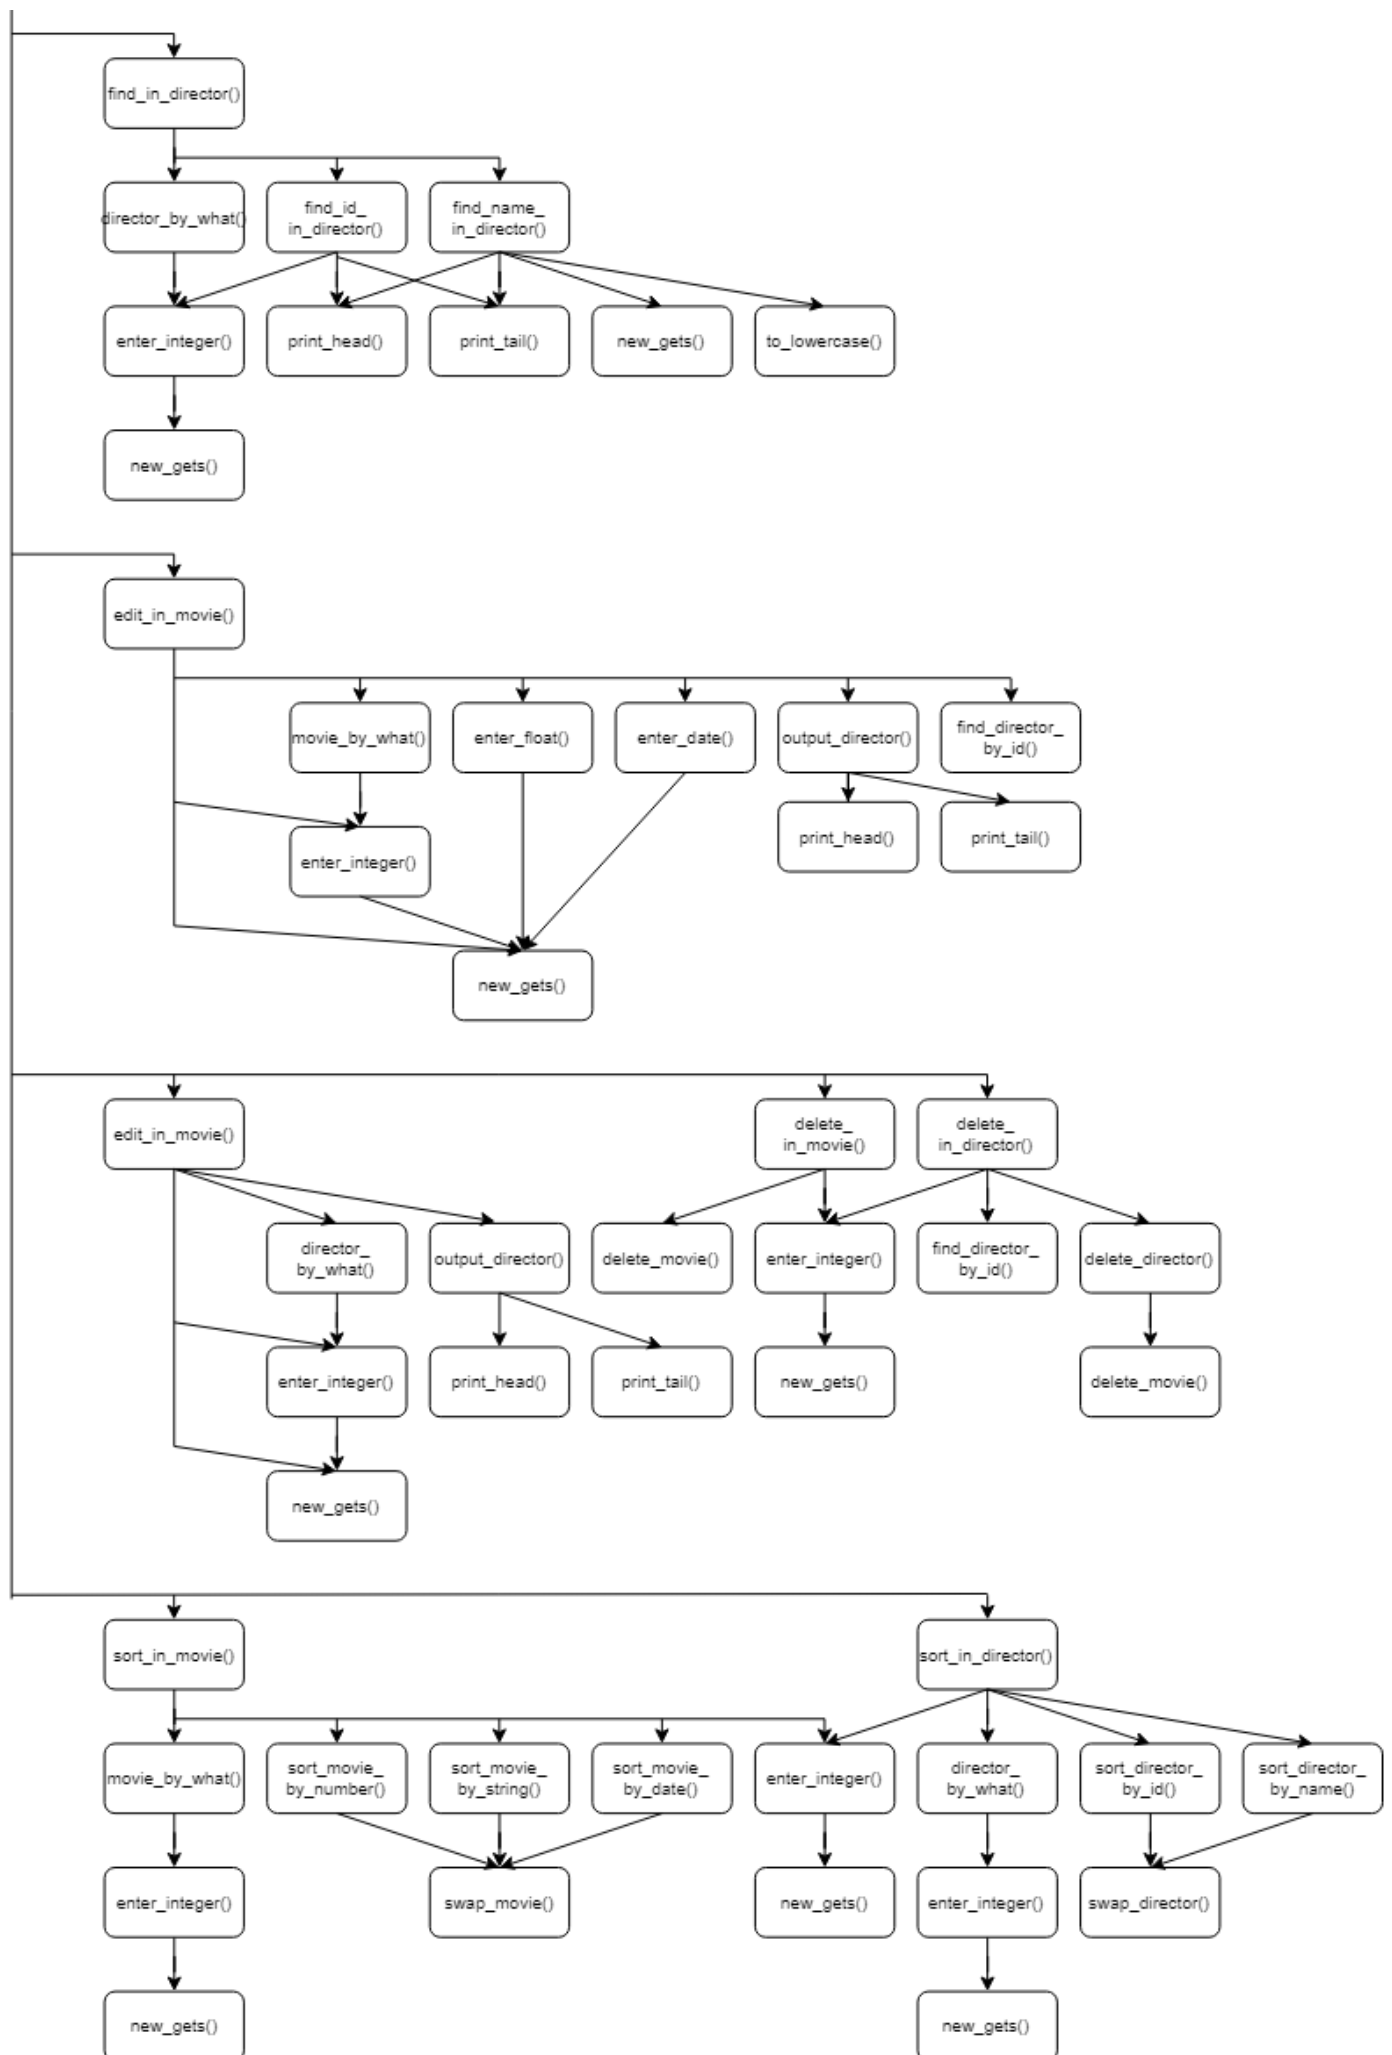 find_in_director()
director_by_what()
find_id_
in_director()
find_name_
in_director()
enter_integer()
print_head()
print_tail()
new_gets()
to_lowercase()
new_gets()
edit_in_movie()
movie_by_what()
enter_float()
enter_date()
output_director()
find_director_
by_id()
print_head()
print_tail()
enter_integer()
new_gets()
edit_in_movie()
delete_
in_movie()
delete_
in_director()
director_
by_what()
output_director()
delete_movie()
enter_integer()
find_director_
by_id()
delete_director()
enter_integer()
print_head()
print_tail()
new_gets()
delete_movie()
new_gets()
sort_in_movie()
sort_in_director()
movie_by_what()
sort_movie_
by_number()
sort_movie_
by_string()
sort_movie_
by_date()
enter_integer()
director_
by_what()
sort_director_
by_id()
sort_director_
by_name()
enter_integer()
swap_movie()
new_gets()
enter_integer()
swap_director()
new_gets()
new_gets()